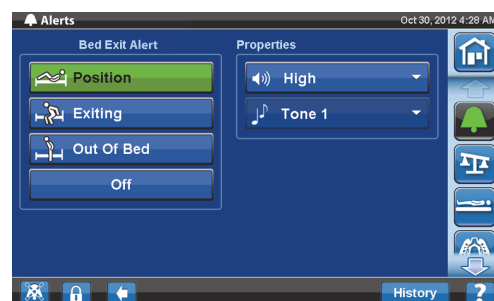 Alerts
Oct 30, 2012 4:28 AM
Bed Exit Alert
Properties
Position
High
Exiting
Tone 1
Out Of Bed
Off
History
?